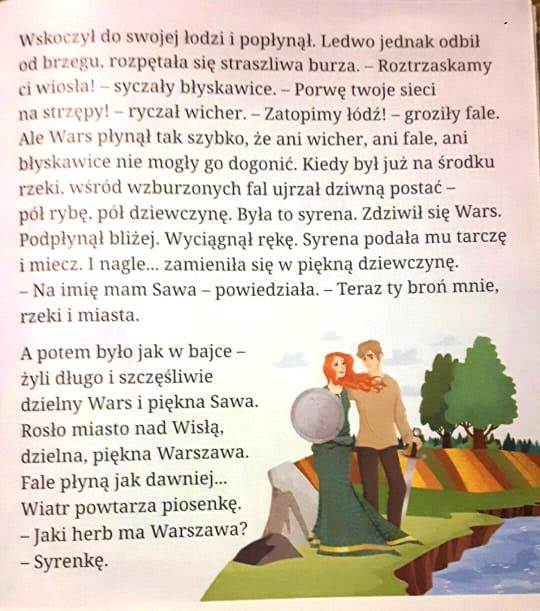 Wskoczył do swojej łodzi i popłynął. Ledwo jednak odbił
od brzegu, rozpętała się straszliwa burza. – Roztrzaskamy
ci wiosła! – syczały błyskawice. – Porwę twoje sieci
na strzępy! – ryczał wicher. – Zatopimy łódź! – groziły fale.
Ale Wars płynął tak szybko, że ani wicher, ani fale, ani
błyskawice nie mogły go dogonić. Kiedy był już na środku
rzeki, wśród wzburzonych fal ujrzał dziwną postać –
pół rybę, pół dziewczynę. Była to syrena. Zdziwił się Wars.
Podpłynął bliżej. Wyciągnął rękę. Syrena podała mu tarczę
i miecz. I nagle... zamieniła się w piękną dziewczynę.
– Na imię mam Sawa – powiedziała. – Teraz ty broń mnie,
rzeki i miasta.
A potem było jak w bajce –
żyli długo i szczęśliwie
dzielny Wars i piękna Sawa.
Rosło miasto nad Wisłą,
dzielna, piękna Warszawa.
Fale płyną jak dawniej...
Wiatr powtarza piosenkę.
– Jaki herb ma Warszawa?
– Syrenkę.